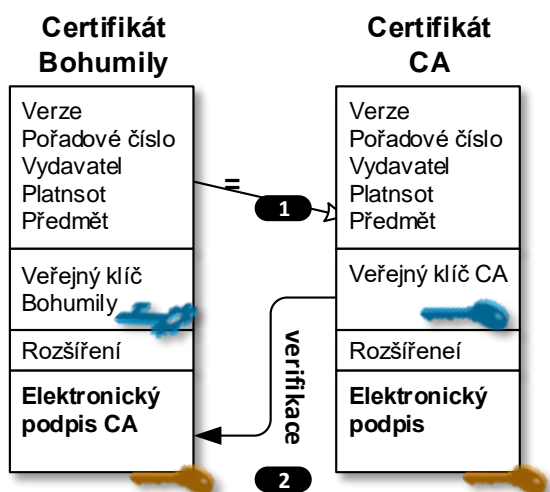 Certifikát
Bohumily
Verze
Pořadové číslo
Vydavatel
Platnsot
Předmět
Veřejný klíč
Bohumily
Rozšíření
Elektronický
podpis CA
=
1
verifikace
2
Certifikát
CA
Verze
Pořadové číslo
Vydavatel
Platnsot
Předmět
Veřejný klíč CA
Rozšířeneí
Elektronický
podpis